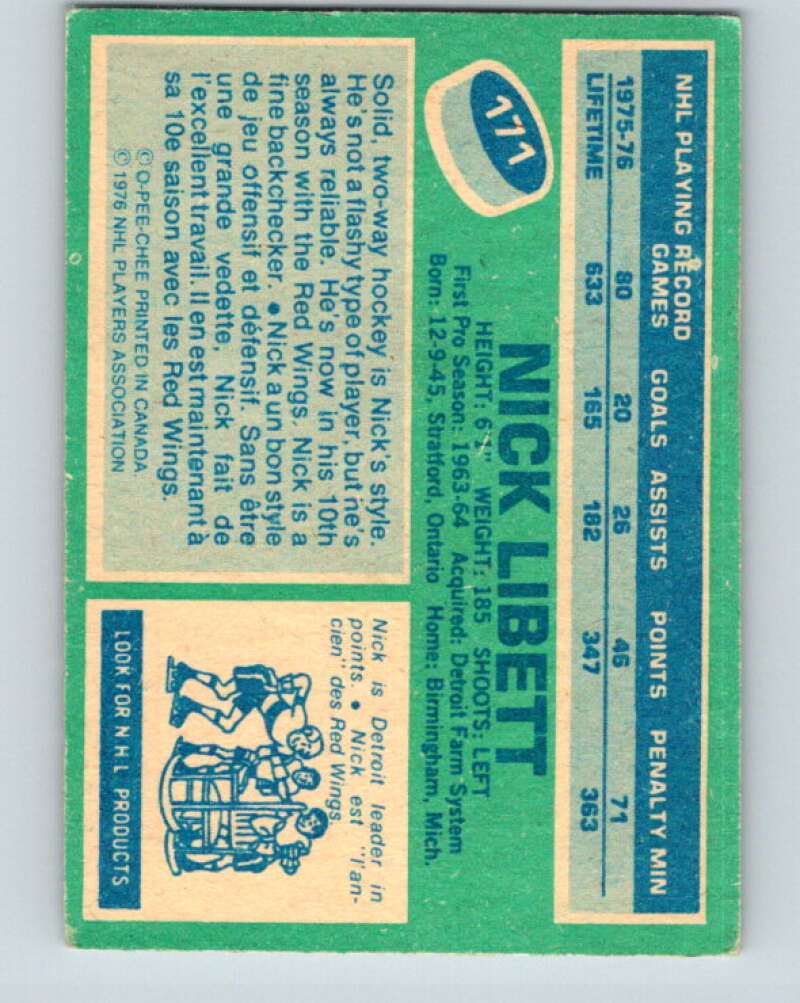 171
NHL PLAYING RECORD
GAMES GOALS ASSISTS POINTS PENALTY MIN
1975-76 80 20 26 46 71
LIFETIME 633 165 182 347 363
NICK LIBETT
HEIGHT: 6'1" WEIGHT: 185 SHOOTS: LEFT
First Pro Season: 1963-64 Acquired: Detroit Farm System
Born: 12-9-45, Stratford, Ontario Home: Birmingham, Mich.
Solid, two-way hockey is Nick's style.
He's not a flashy type of player, but he's
always reliable. He's now in his 10th
season with the Red Wings. Nick is a
fine backchecker. • Nick a un bon style
de jeu offensif et défensif. Sans être
une grande vedette, Nick fait de
l'excellent travail. Il en est maintenant à
sa 10e saison avec les Red Wings.
© O-PEE-CHEE PRINTED IN CANADA
© 1976 NHL PLAYERS ASSOCIATION
Nick is Detroit leader in
points. • Nick est "l'an-
cien" des Red Wings.
LOOK FOR N H L PRODUCTS